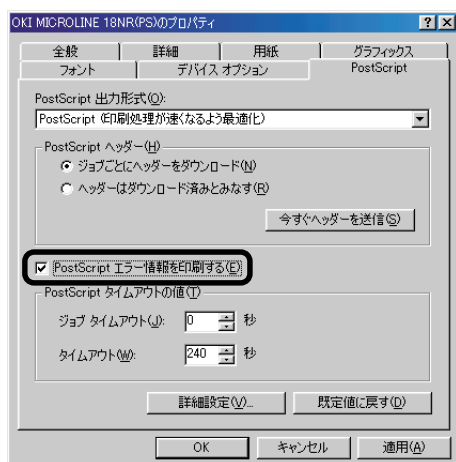 OKI MICROLINE 18NR(PS)のプロパティ
全般 詳細 用紙 グラフィックス
フォント デバイス オプション PostScript
PostScript 出力形式(O):
PostScript (印刷処理が速くなるよう最適化)
PostScript ヘッダー(H)
ジョブごとにヘッダーをダウンロード(N)
ヘッダーはダウンロード済みとみなす(R)
今すぐヘッダーを送信(S)
PostScript エラー情報を印刷する(E)
PostScript タイムアウトの値(T)
ジョブ タイムアウト(J): 0 秒
タイムアウト(W): 240 秒
詳細設定(V)... 既定値に戻す(D)
OK キャンセル 適用(A)